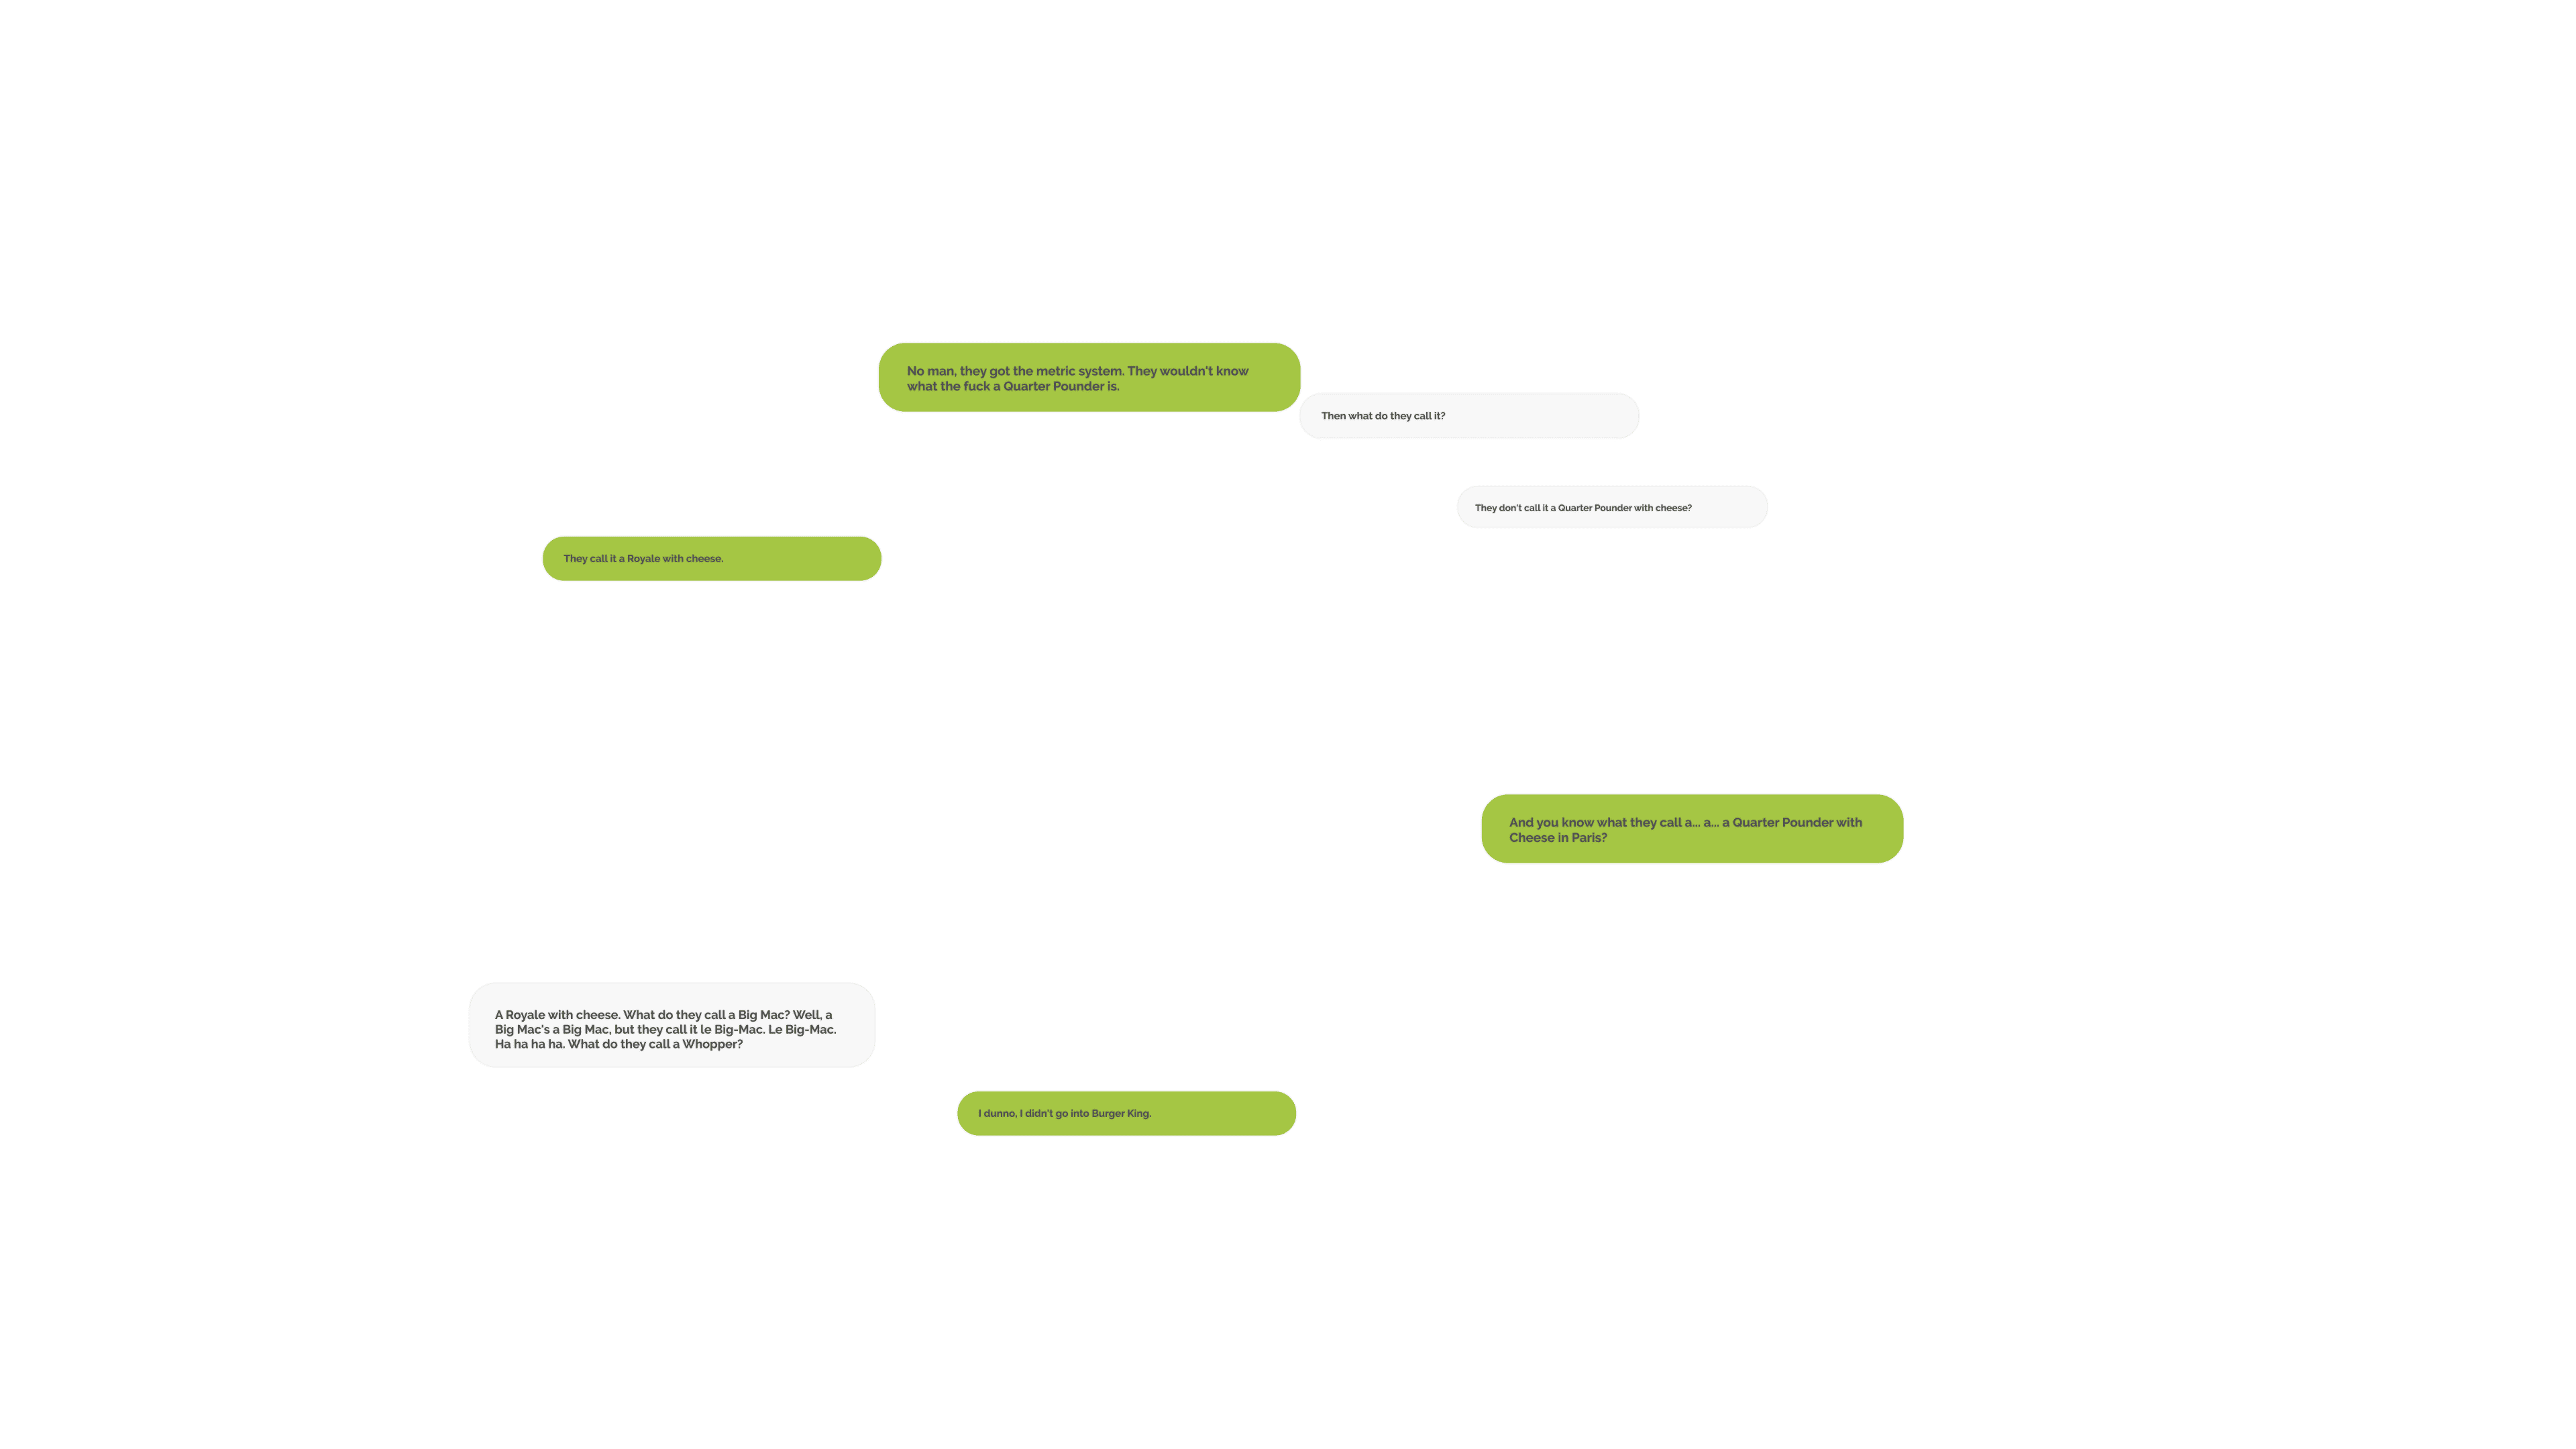 No man, they got the metric system. They wouldn't know
what the fuck a Quarter Pounder is.
Then what do they call it?
They don't call it a Quarter Pounder with cheese?
They call it a Royale with cheese.
And you know what they call a... a... a Quarter Pounder with
Cheese in Paris?
A Royale with cheese. What do they call a Big Mac? Well, a
Big Mac's a Big Mac, but they call it le Big-Mac. Le Big-Mac.
Ha ha ha ha. What do they call a Whopper?
I dunno, I didn't go into Burger King.